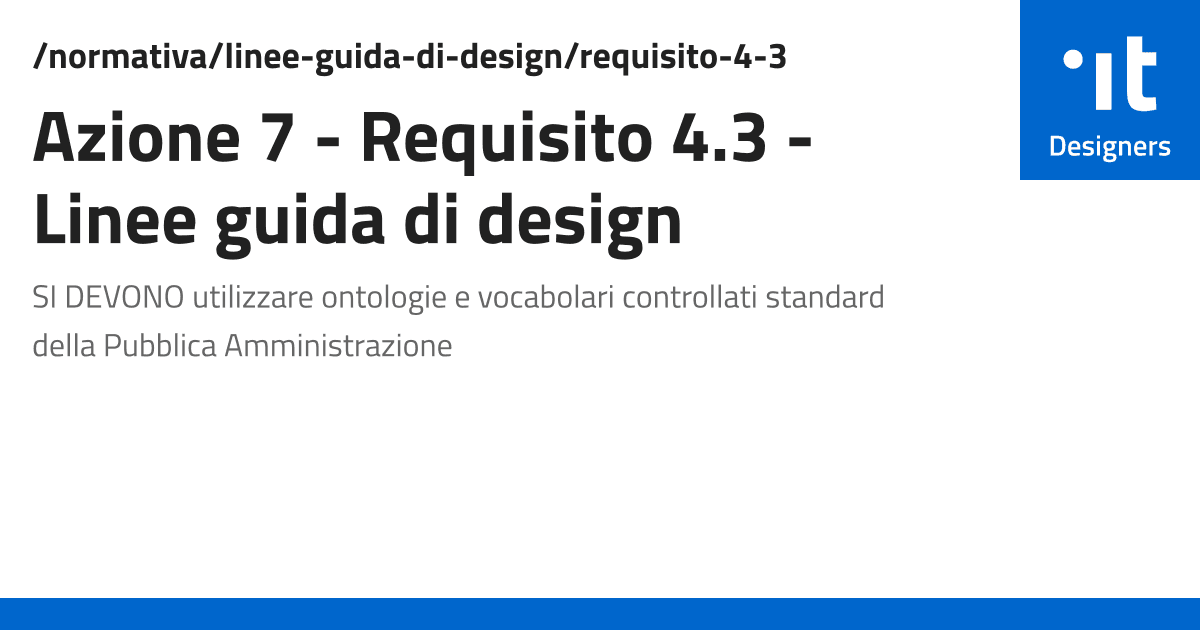 /normativa/linee-guida-di-design/requisito-4-3
Azione 7 - Requisito 4.3 -
Linee guida di design
SI DEVONO utilizzare ontologie e vocabolari controllati standard
della Pubblica Amministrazione
it
Designers